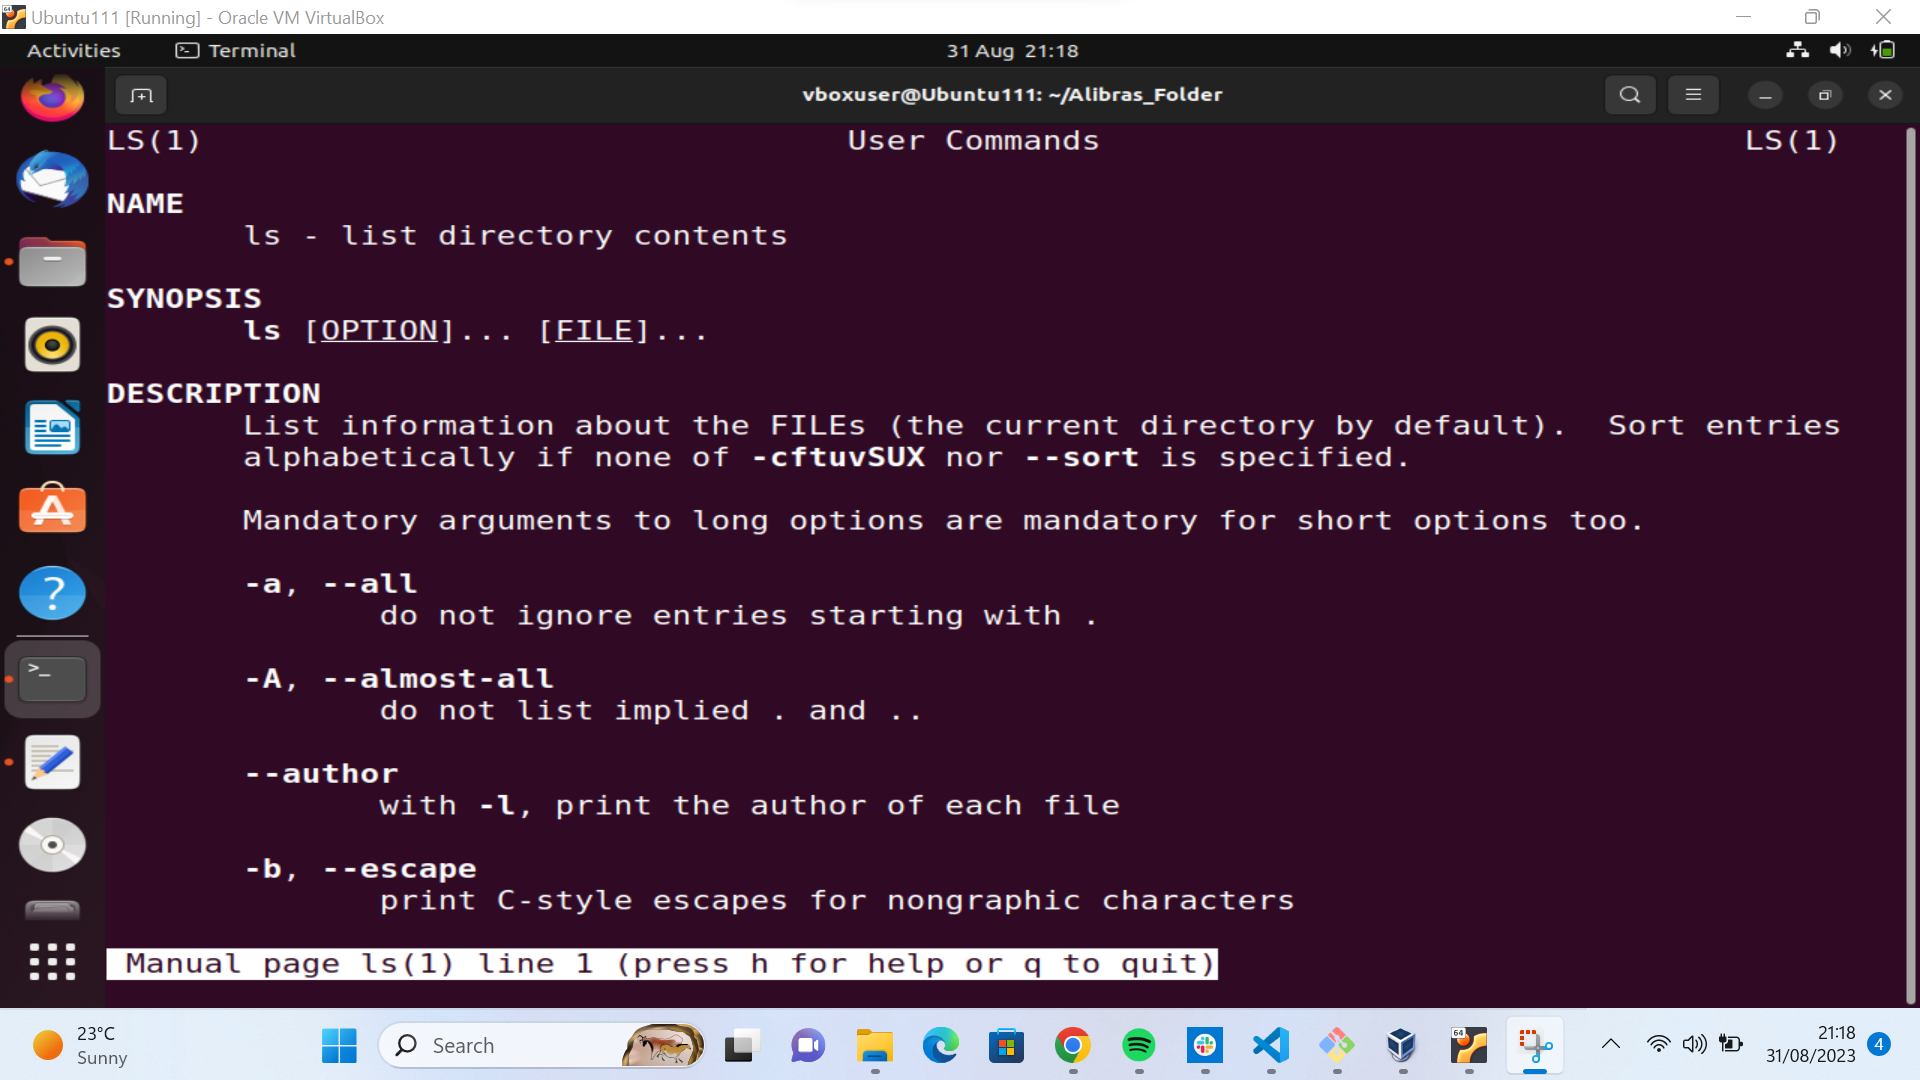 Ubuntu111 [Running] - Oracle VM VirtualBox
Activities Terminal 31 Aug 21:18
vboxuser@Ubuntu111: ~/Alibras_Folder
LS(1) User Commands LS(1)
NAME
ls - list directory contents
SYNOPSIS
ls [OPTION]... [FILE]...
DESCRIPTION
List information about the FILEs (the current directory by default). Sort entries
alphabetically if none of -cftuvSUX nor --sort is specified.
Mandatory arguments to long options are mandatory for short options too.
-a, --all
do not ignore entries starting with .
-A, --almost-all
do not list implied . and ..
--author
with -l, print the author of each file
-b, --escape
print C-style escapes for nongraphic characters
Manual page ls(1) line 1 (press h for help or q to quit)
23°C
Sunny
Search
64
21:18
31/08/2023
4